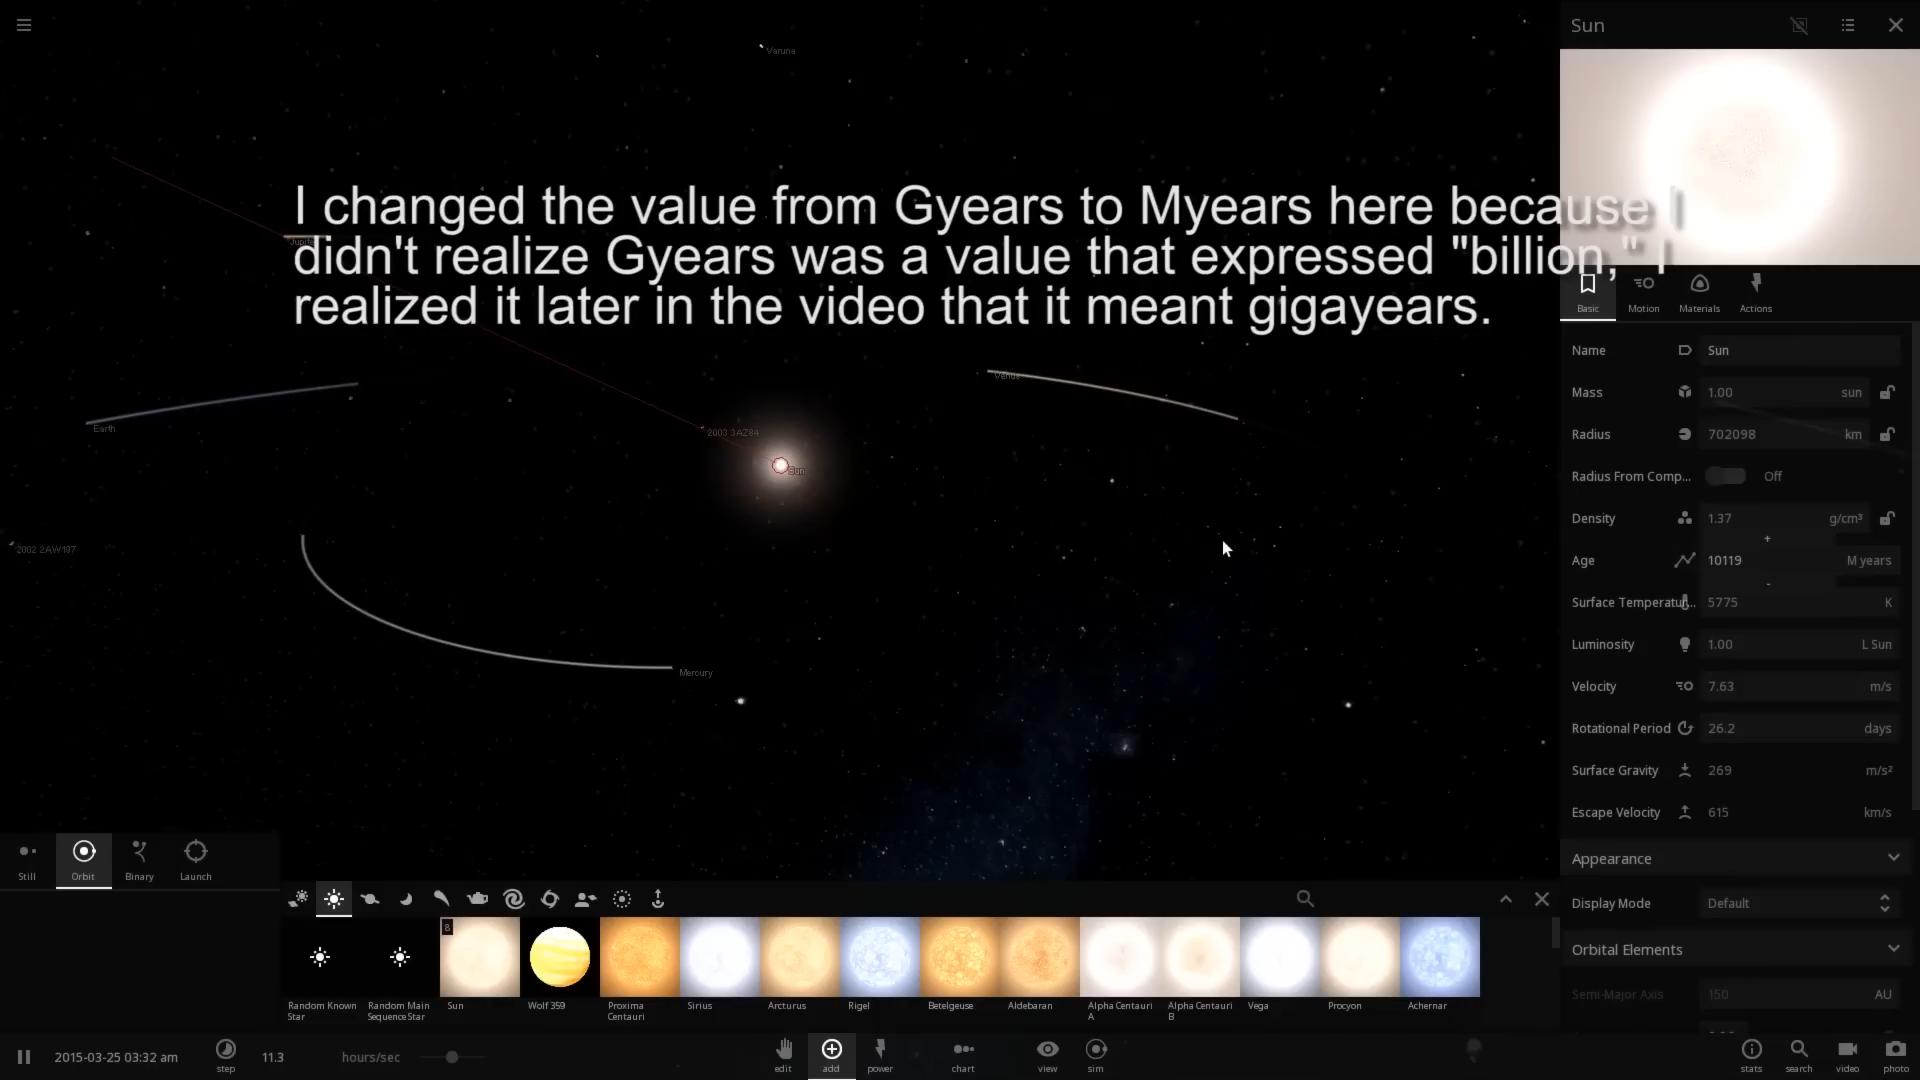 Sun
Varuna
I changed the value from Gyears to Myears here because I
didn't realize Gyears was a value that expressed "billion," I
realized it later in the video that it meant gigayears.
Jupiter
Venus
Earth
2003 3AZ84
Sun
2002 2AW197
Mercury
Basic
Motion
Materials
Actions
Name Sun
Mass 1.00 sun
Radius 702098 km
Radius From Comp... Off
Density 1.37 g/cm³
+
Age 10119 M years
-
Surface Temperatur... 5775 K
Luminosity 1.00 L Sun
Velocity 7.63 m/s
Rotational Period 26.2 days
Surface Gravity 269 m/s²
Escape Velocity 615 km/s
Appearance
Display Mode Default
Orbital Elements
Semi-Major Axis 150 AU
Still
Orbit
Binary
Launch
8
Random Known
Star
Random Main
Sequence Star
Sun
Wolf 359
Proxima
Centauri
Sirius
Arcturus
Rigel
Betelgeuse
Aldebaran
Alpha Centauri
A
Alpha Centauri
B
Vega
Procyon
Achernar
2015-03-25 03:32 am
step
11.3 hours/sec
edit
add
power
chart
view
sim
stats
search
video
photo